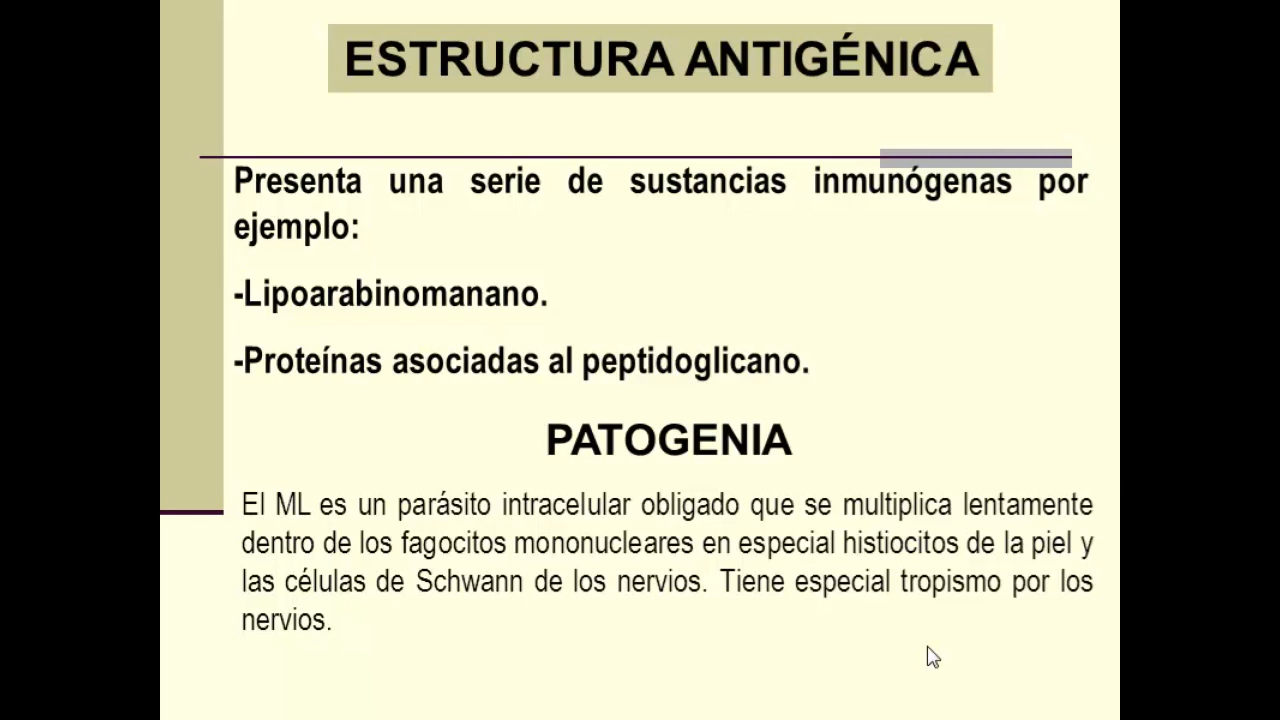 ESTRUCTURA ANTIGÉNICA
Presenta una serie de sustancias inmunógenas por
ejemplo:
-Lipoarabinomanano.
-Proteínas asociadas al peptidoglicano.
PATOGENIA
El ML es un parásito intracelular obligado que se multiplica lentamente
dentro de los fagocitos mononucleares en especial histiocitos de la piel y
las células de Schwann de los nervios. Tiene especial tropismo por los
nervios.